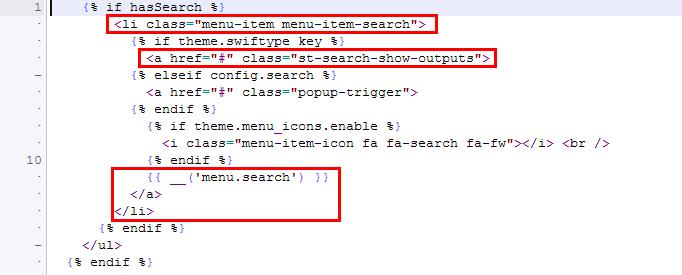 1 {% if hasSearch %}
<li class="menu-item menu-item-search">
{% if theme.swiftype_key %}
<a href="#" class="st-search-show-outputs">
{% elseif config.search %}
<a href="#" class="popup-trigger">
{% endif %}
{% if theme.menu_icons.enable %}
<i class="menu-item-icon fa fa-search fa-fw"></i> <br />
10 {% endif %}
{{ __('menu.search') }}
</a>
</li>
{% endif %}
</ul>
{% endif %}